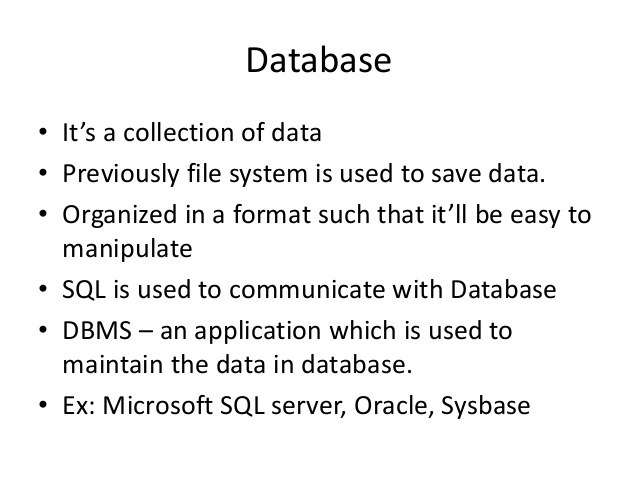 Database
• It’s a collection of data
• Previously file system is used to save data.
• Organized in a format such that it’ll be easy to
manipulate
• SQL is used to communicate with Database
• DBMS – an application which is used to
maintain the data in database.
• Ex: Microsoft SQL server, Oracle, Sysbase